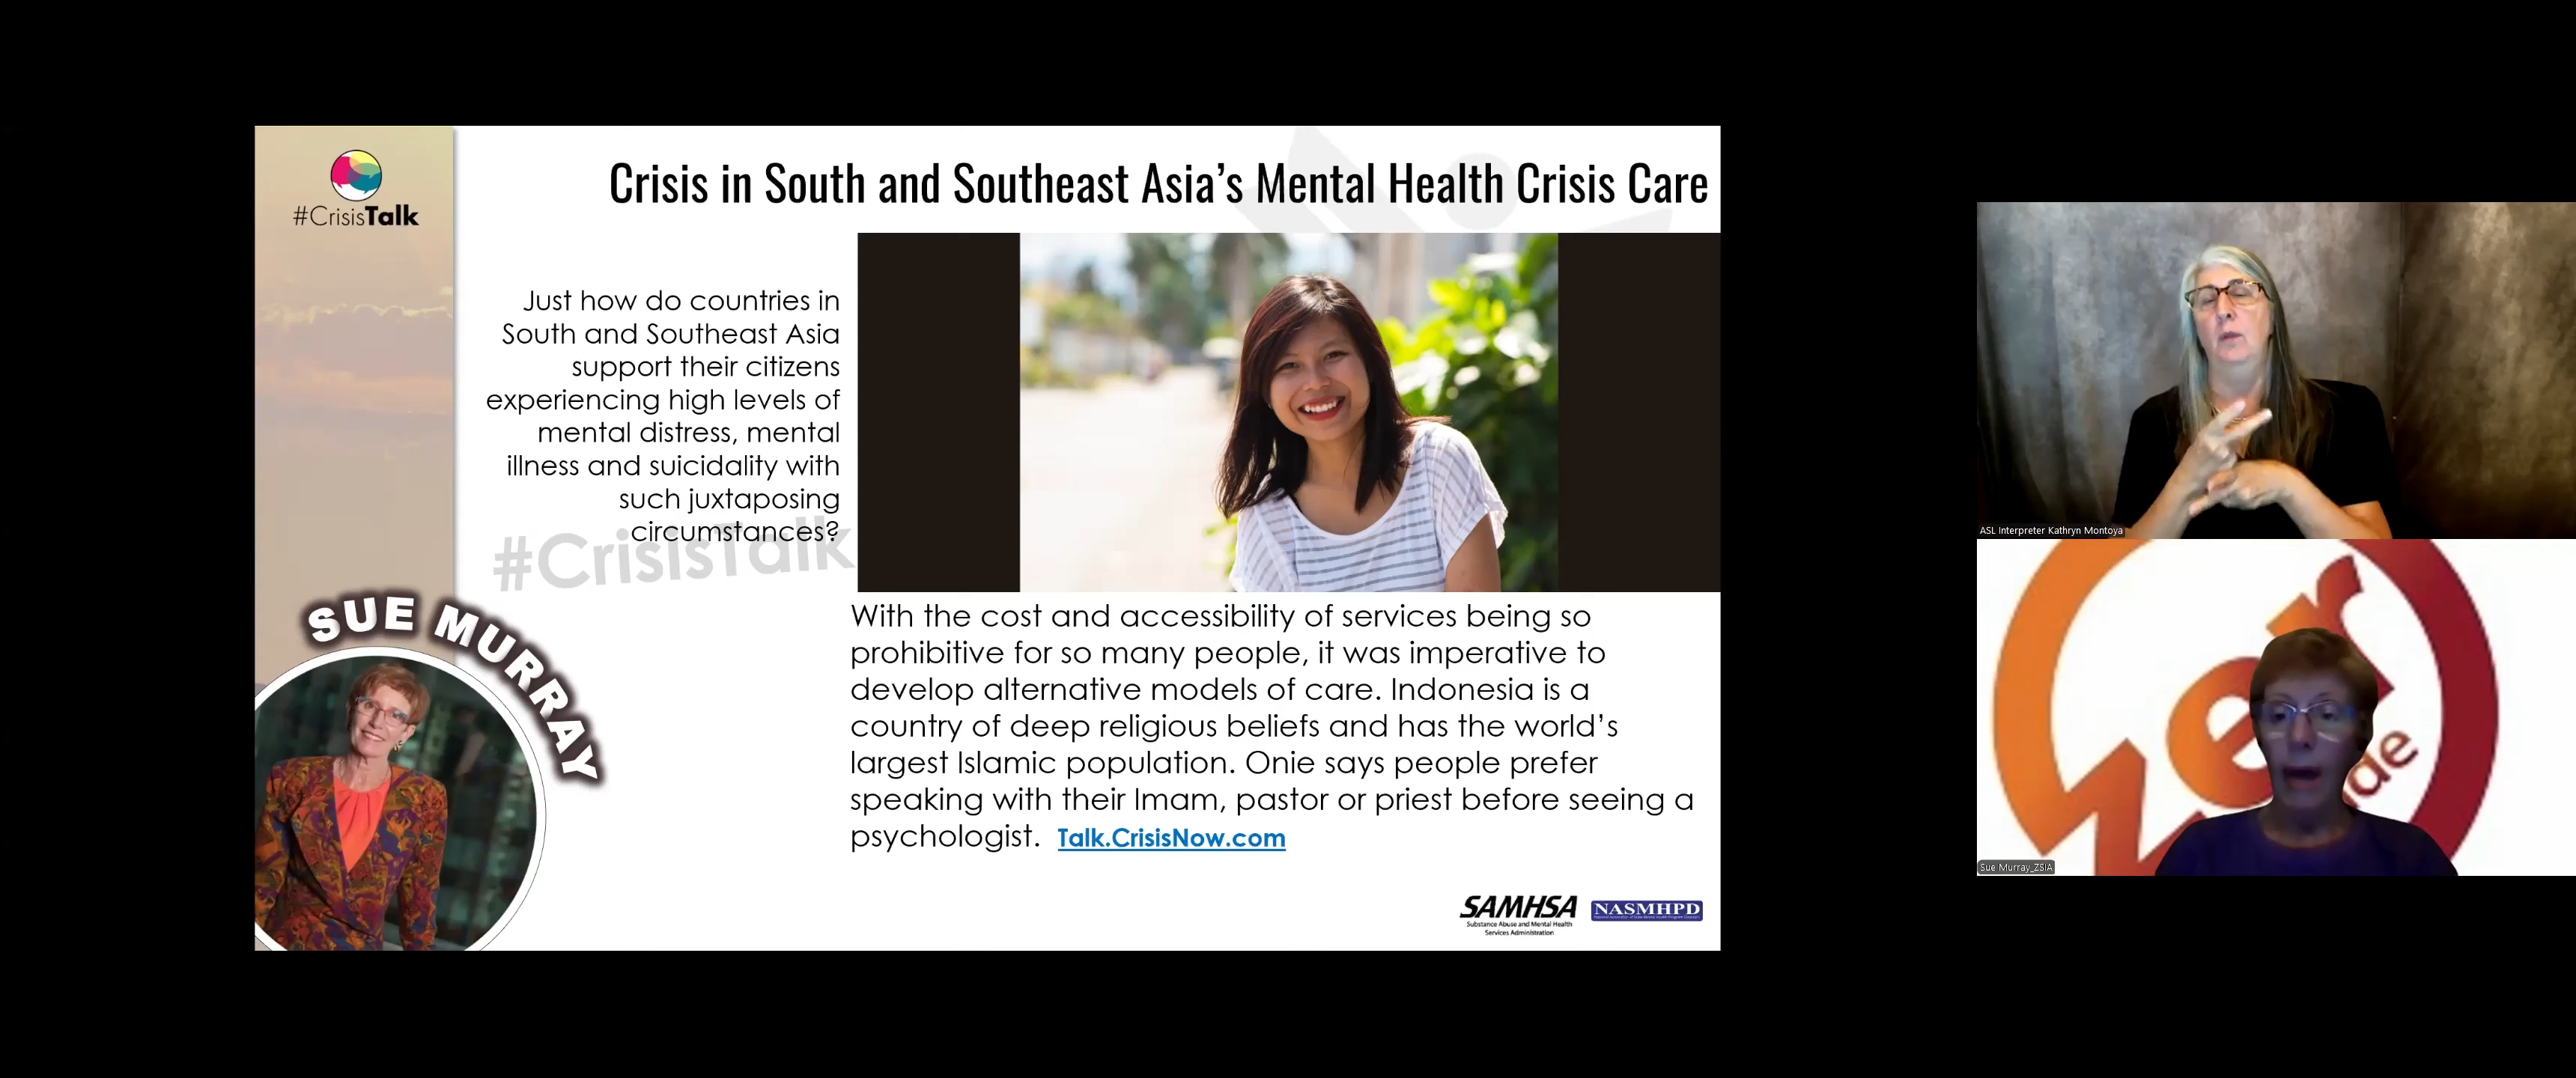 #CrisisTalk
Crisis in South and Southeast Asia's Mental Health Crisis Care
Just how do countries in
South and Southeast Asia
support their citizens
experiencing high levels of
mental distress, mental
illness and suicidality with
such juxtaposing
circumstances?
#CrisisTalk
SUE MURRAY
With the cost and accessibility of services being so
prohibitive for so many people, it was imperative to
develop alternative models of care. Indonesia is a
country of deep religious beliefs and has the world's
largest Islamic population. Onie says people prefer
speaking with their Imam, pastor or priest before seeing a
psychologist. Talk.CrisisNow.com
SAMHSA
Substance Abuse and Mental Health
Services Administration
NASMHPD
ASL Interpreter Kathryn Montoya
Sue Murray_ZSIA